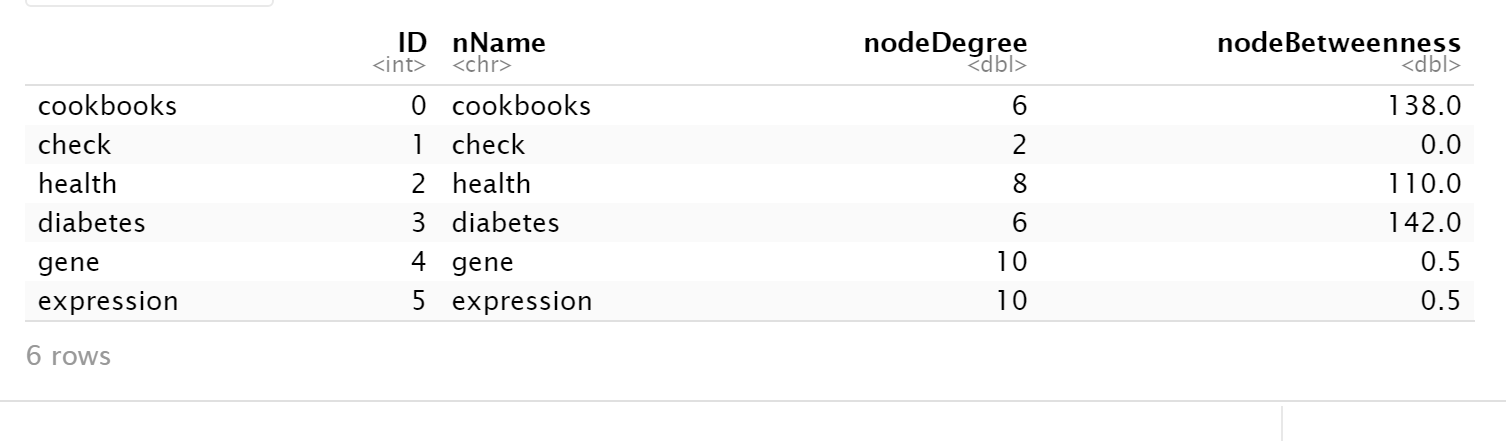 ID nName nodeDegree nodeBetweenness
<int> <chr> <dbl> <dbl>
cookbooks 0 cookbooks 6 138.0
check 1 check 2 0.0
health 2 health 8 110.0
diabetes 3 diabetes 6 142.0
gene 4 gene 10 0.5
expression 5 expression 10 0.5
6 rows